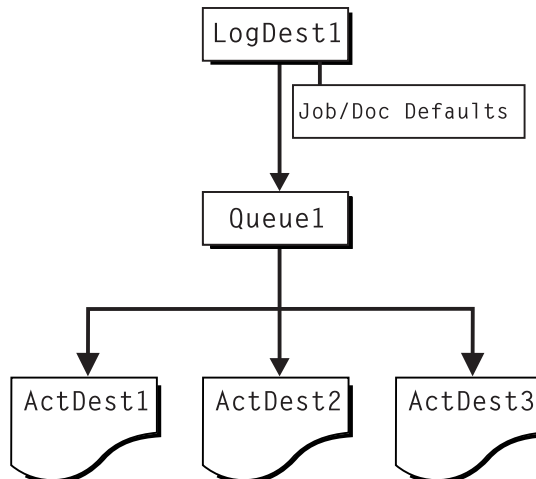 LogDest1
Job/Doc Defaults
Queue1
ActDest1
ActDest2
ActDest3